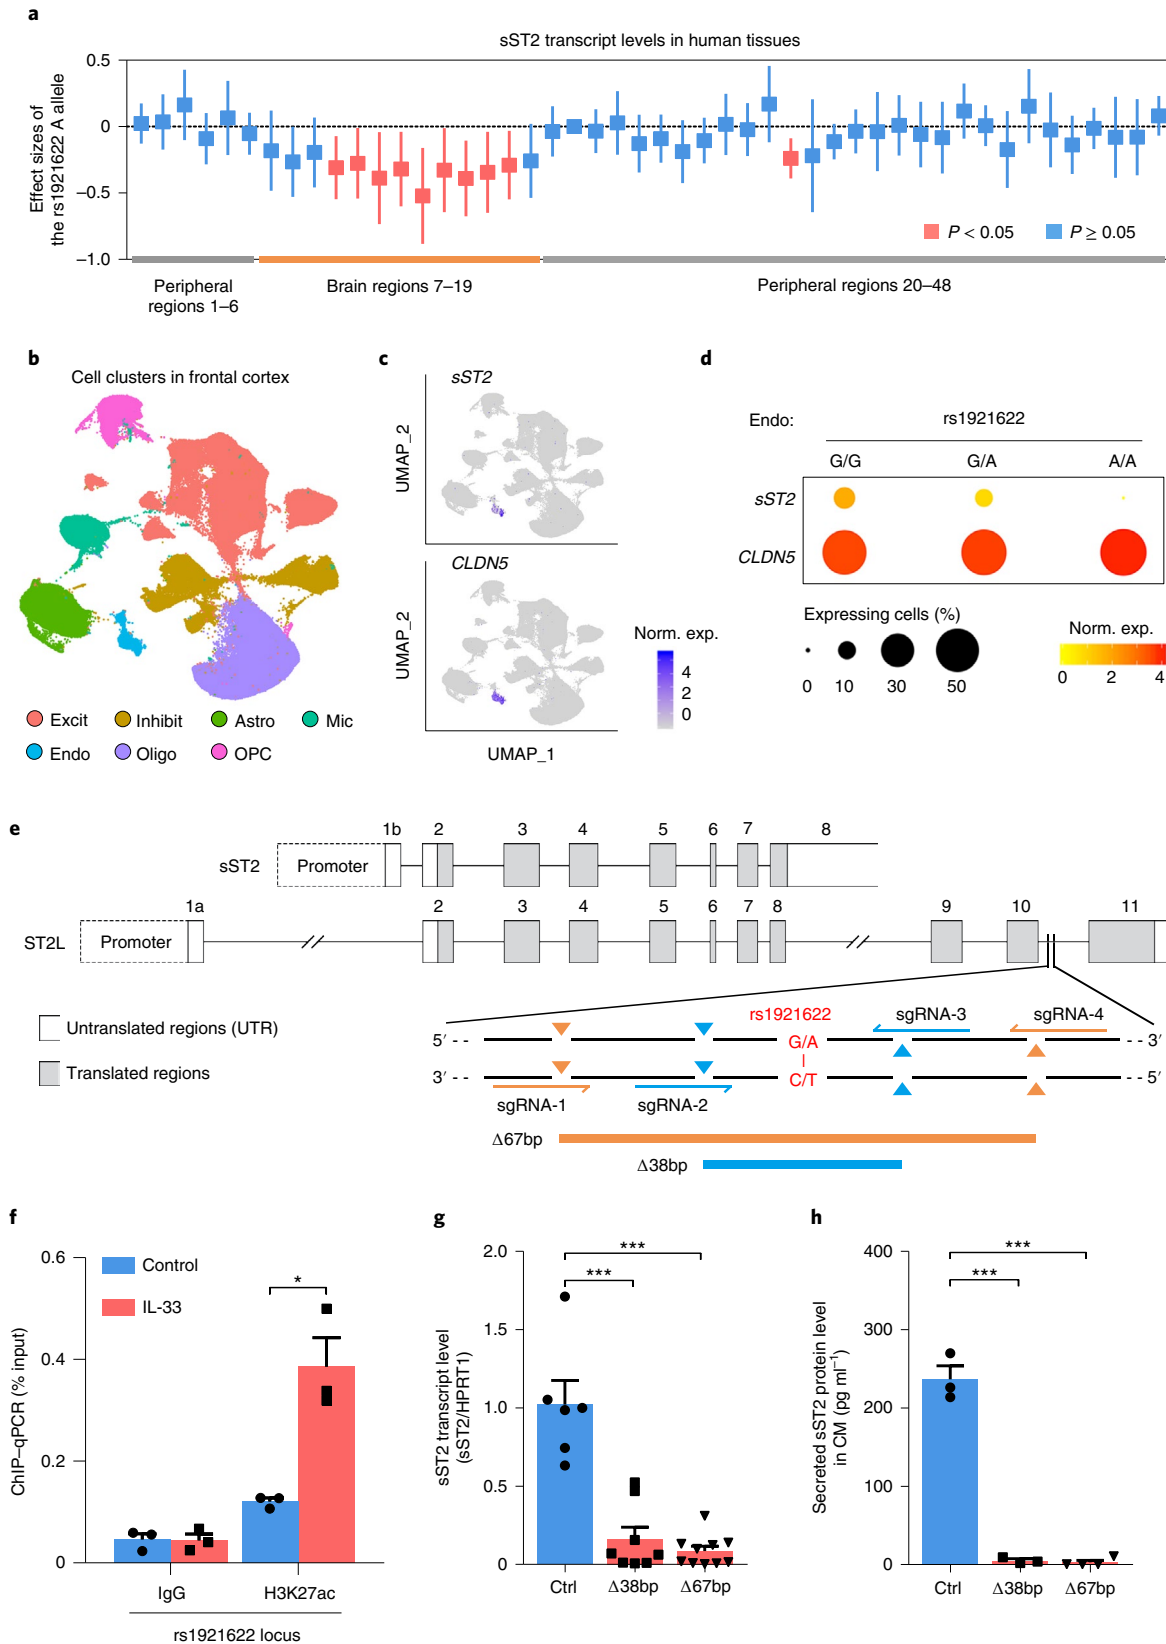 a
sST2 transcript levels in human tissues
Effect sizes of
the rs1921622 A allele
0.5
0
−0.5
−1.0
P < 0.05
P ≥ 0.05
Peripheral
regions 1–6
Brain regions 7–19
Peripheral regions 20–48
b
Cell clusters in frontal cortex
Excit
Inhibit
Astro
Mic
Endo
Oligo
OPC
c
sST2
UMAP_2
CLDN5
UMAP_2
UMAP_1
Norm. exp.
4
2
0
d
Endo:
rs1921622
G/G
G/A
A/A
sST2
CLDN5
Expressing cells (%)
0
10
30
50
Norm. exp.
0
2
4
e
1b 2 3 4 5 6 7 8
sST2
Promoter
1a 2 3 4 5 6 7 8 9 10 11
ST2L
Promoter
Untranslated regions (UTR)
Translated regions
rs1921622
sgRNA-3
sgRNA-4
5′
G/A
3′
3′
C/T
5′
sgRNA-1
sgRNA-2
Δ67bp
Δ38bp
f
ChIP–qPCR (% input)
0.6
0.4
0.2
0
Control
IL-33
*
IgG
H3K27ac
rs1921622 locus
g
sST2 transcript level
(sST2/HPRT1)
2.0
1.5
1.0
0.5
0
***
***
Ctrl
Δ38bp
Δ67bp
h
Secreted sST2 protein level
in CM (pg ml−1)
400
300
200
100
0
***
***
Ctrl
Δ38bp
Δ67bp